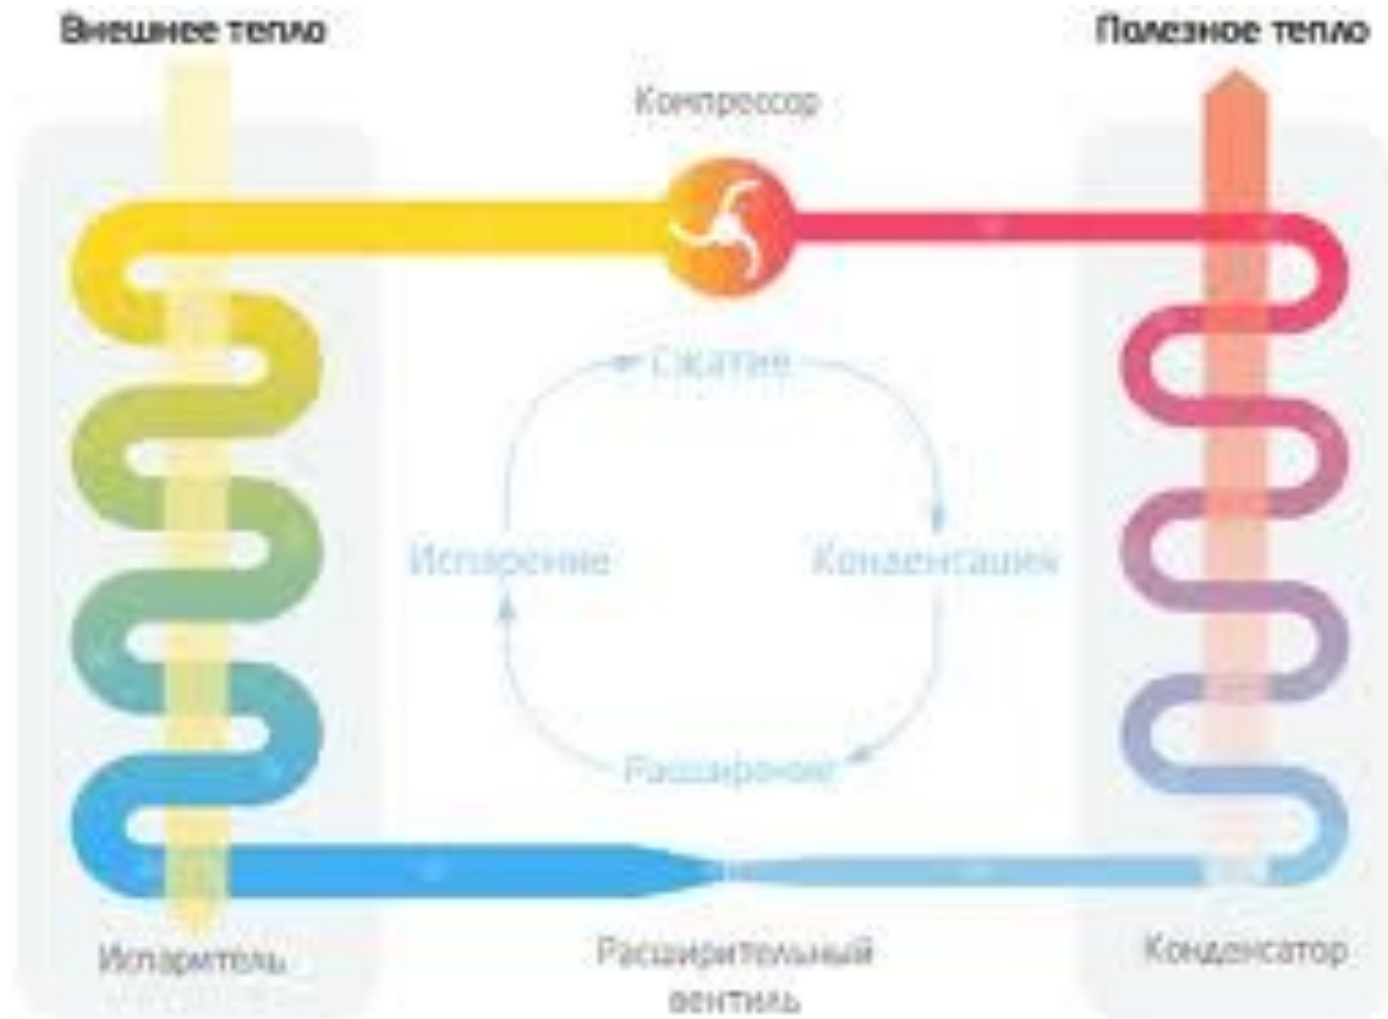 Внешнее тепло
Полезное тепло
Компрессор
Сжатие
Испарение
Конденсация
Расширение
Испаритель
Расширительный
вентиль
Конденсатор